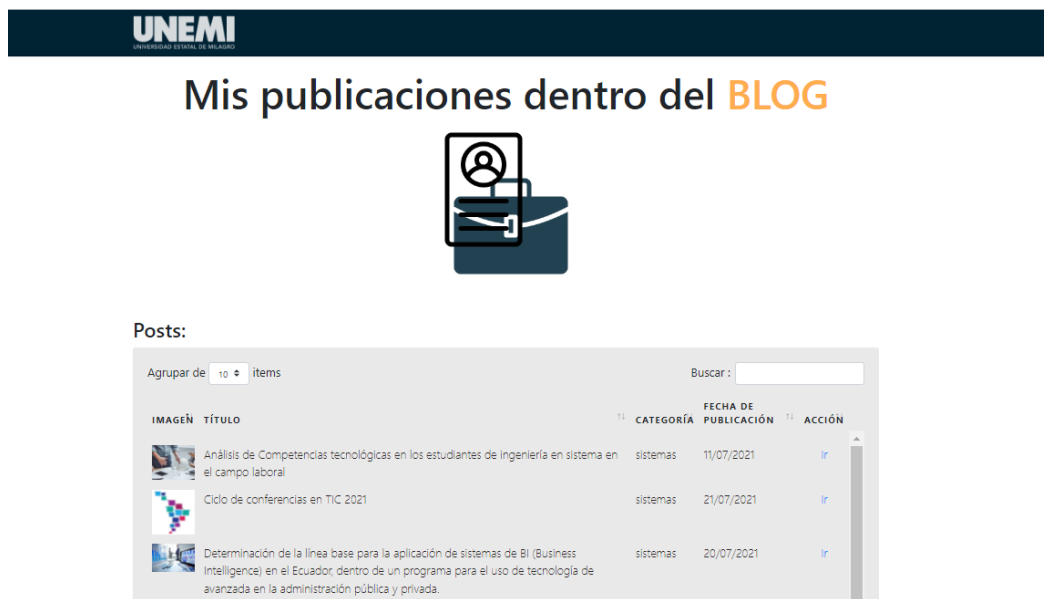 UNEMI
UNIVERSIDAD ESTATAL DE MILAGRO
Mis publicaciones dentro del BLOG
Posts:
Agrupar de 10 items Buscar :
IMAGEN TÍTULO CATEGORÍA FECHA DE PUBLICACIÓN ACCIÓN
Análisis de Competencias tecnológicas en los estudiantes de ingeniería en sistema en sistemas 11/07/2021 Ir
el campo laboral
Ciclo de conferencias en TIC 2021 sistemas 21/07/2021 Ir
Determinación de la línea base para la aplicación de sistemas de BI (Business sistemas 20/07/2021 Ir
Intelligence) en el Ecuador, dentro de un programa para el uso de tecnología de
avanzada en la administración pública y privada.